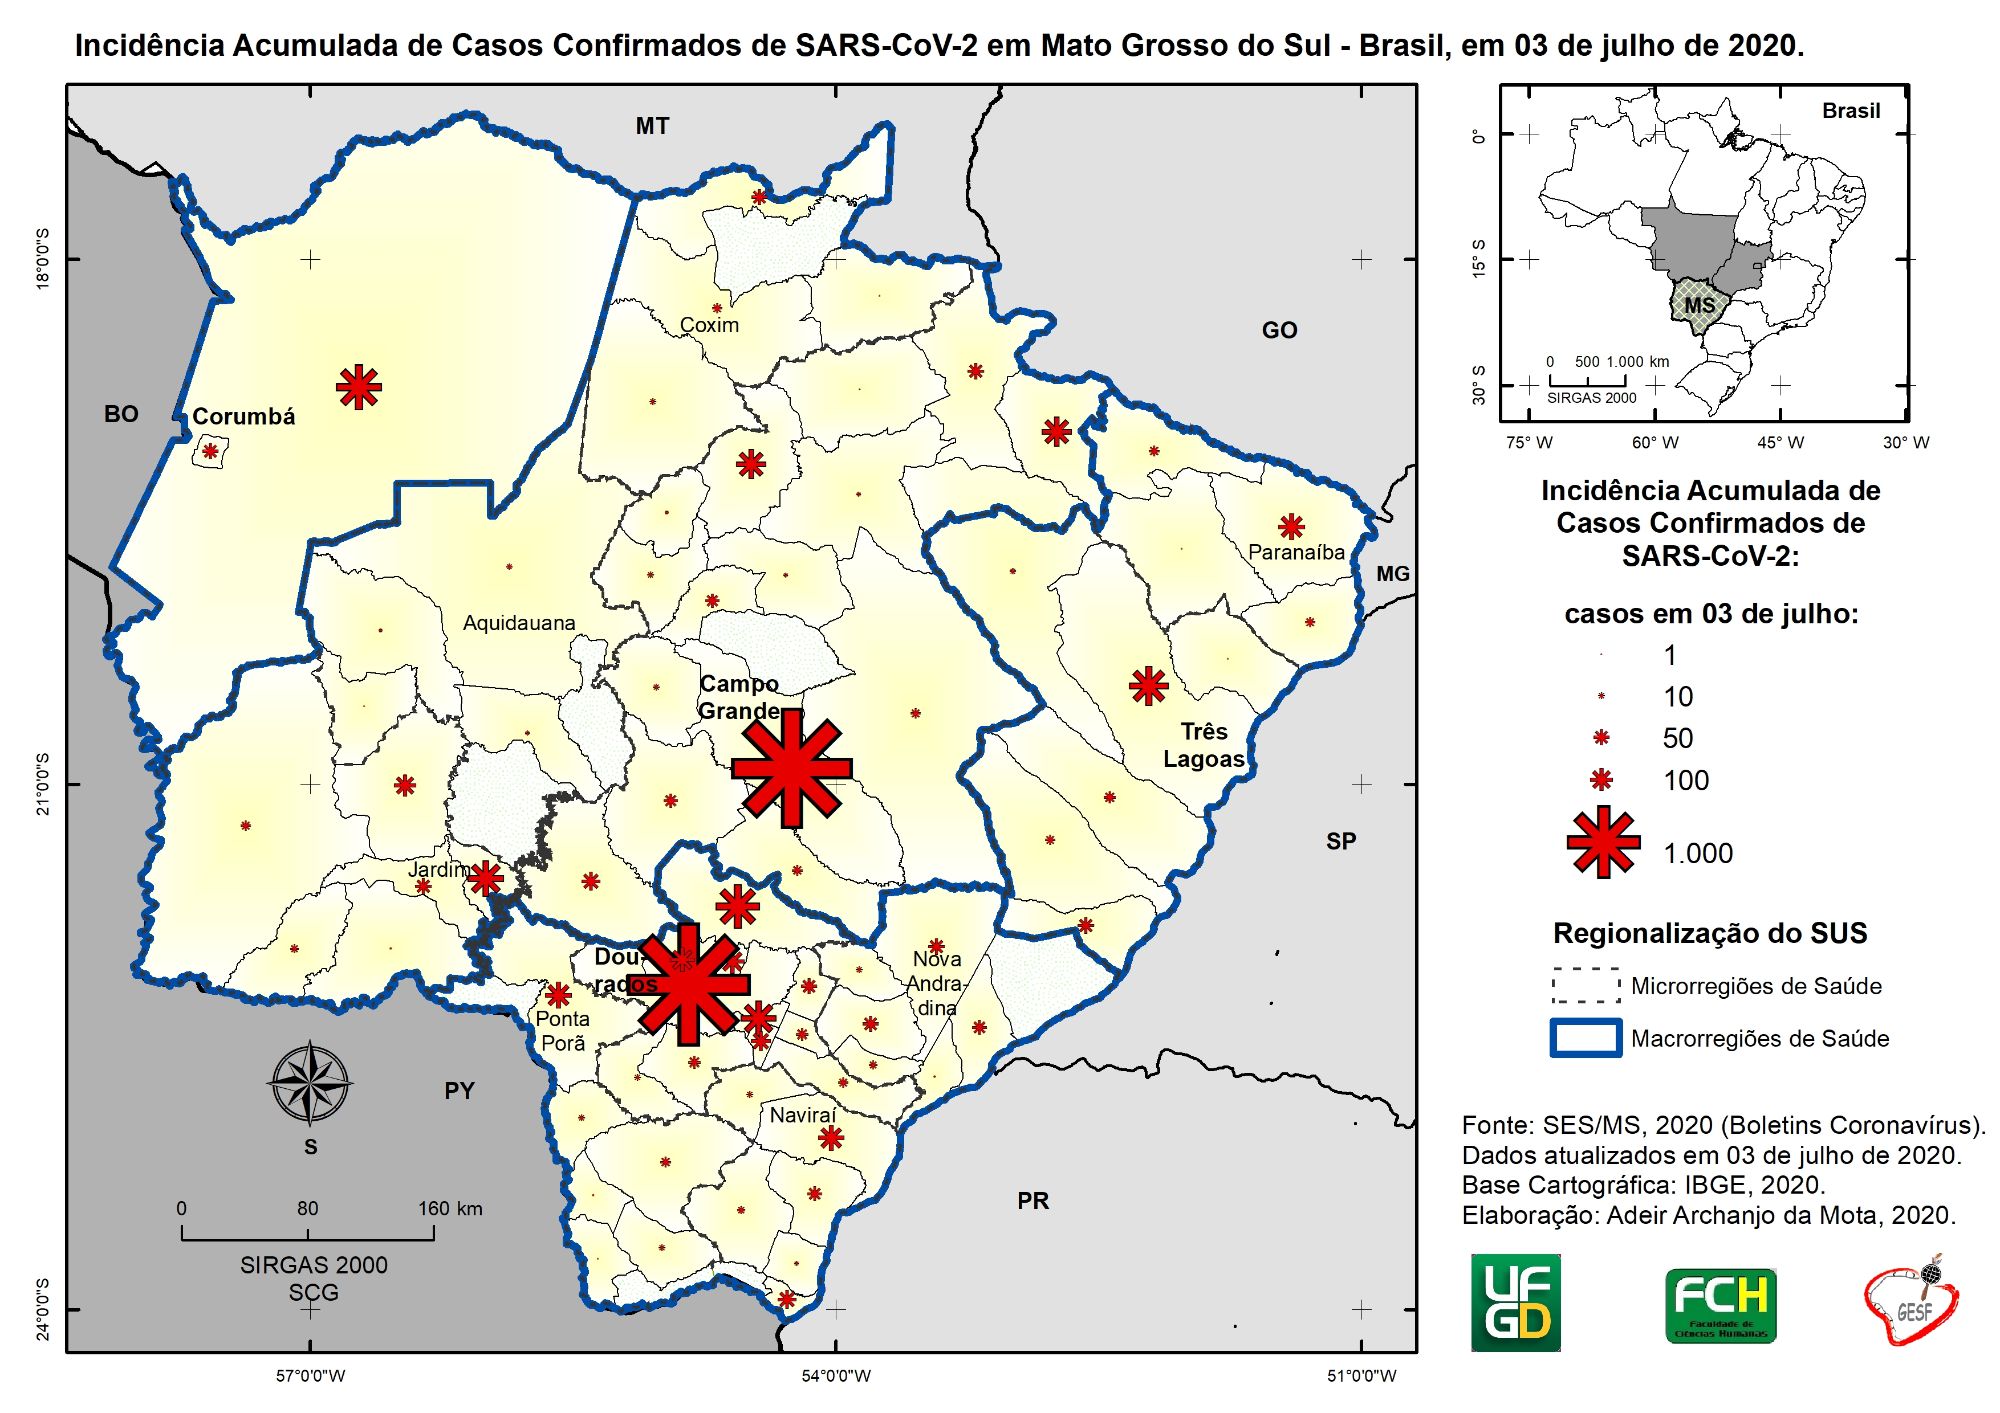 Incidência Acumulada de Casos Confirmados de SARS-CoV-2 em Mato Grosso do Sul - Brasil, em 03 de julho de 2020.
MT
GO
BO
MG
SP
PR
PY
18°0'0"S
21°0'0"S
24°0'0"S
57°0'0"W
54°0'0"W
51°0'0"W
Coxim
Corumbá
Paranaíba
Aquidauana
Campo
Grande
Três
Lagoas
Jardim
Dou-
rados
Nova
Andra-
dina
Ponta
Porã
Naviraí
S
0 80 160 km
SIRGAS 2000
SCG
Brasil
0°
15° S
30° S
MS
0 500 1.000 km
SIRGAS 2000
75° W 60° W 45° W 30° W
Incidência Acumulada de
Casos Confirmados de
SARS-CoV-2:
casos em 03 de julho:
1
10
50
100
1.000
Regionalização do SUS
Microrregiões de Saúde
Macrorregiões de Saúde
Fonte: SES/MS, 2020 (Boletins Coronavírus).
Dados atualizados em 03 de julho de 2020.
Base Cartográfica: IBGE, 2020.
Elaboração: Adeir Archanjo da Mota, 2020.
UF
GD
FCH
Faculdade de
Ciências Humanas
GESF